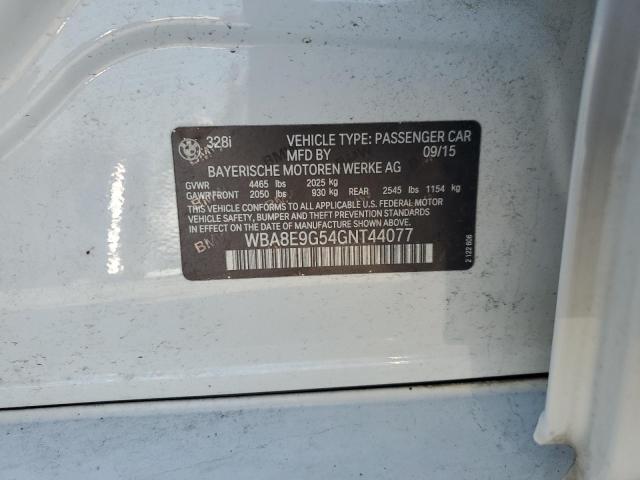 328i VEHICLE TYPE: PASSENGER CAR
MFD BY 09/15
BAYERISCHE MOTOREN WERKE AG
GVWR 4465 lbs 2025 kg
GAWR FRONT 2050 lbs 930 kg REAR 2545 lbs 1154 kg
THIS VEHICLE CONFORMS TO ALL APPLICABLE U.S. FEDERAL MOTOR
VEHICLE SAFETY, BUMPER, AND THEFT PREVENTION STANDARDS IN
EFFECT ON THE DATE OF MANUFACTURE SHOWN ABOVE.
WBA8E9G54GNT44077
2 122 606